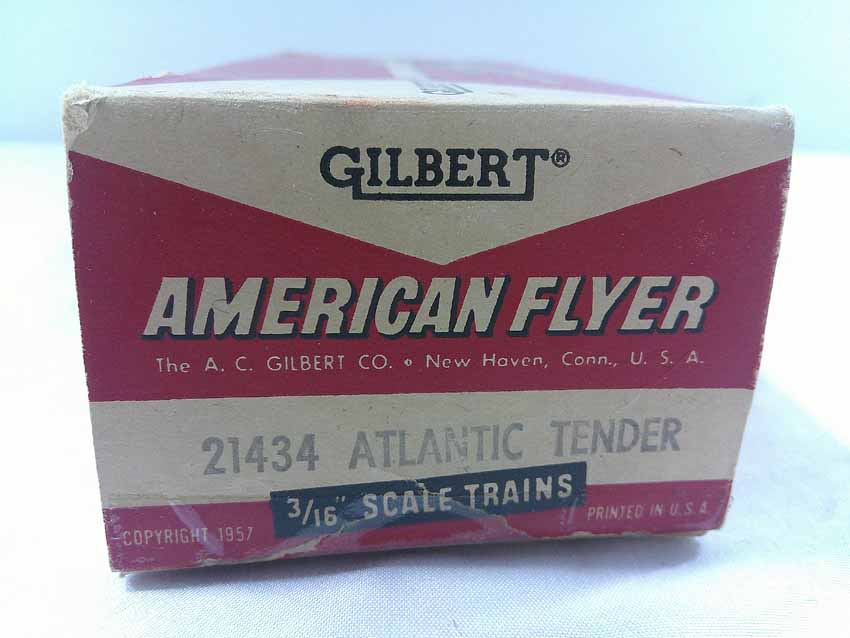 GILBERT®
AMERICAN FLYER
The A. C. GILBERT CO. • New Haven, Conn., U. S. A.
21434 ATLANTIC TENDER
3/16" SCALE TRAINS
COPYRIGHT 1957
PRINTED IN U.S.A.